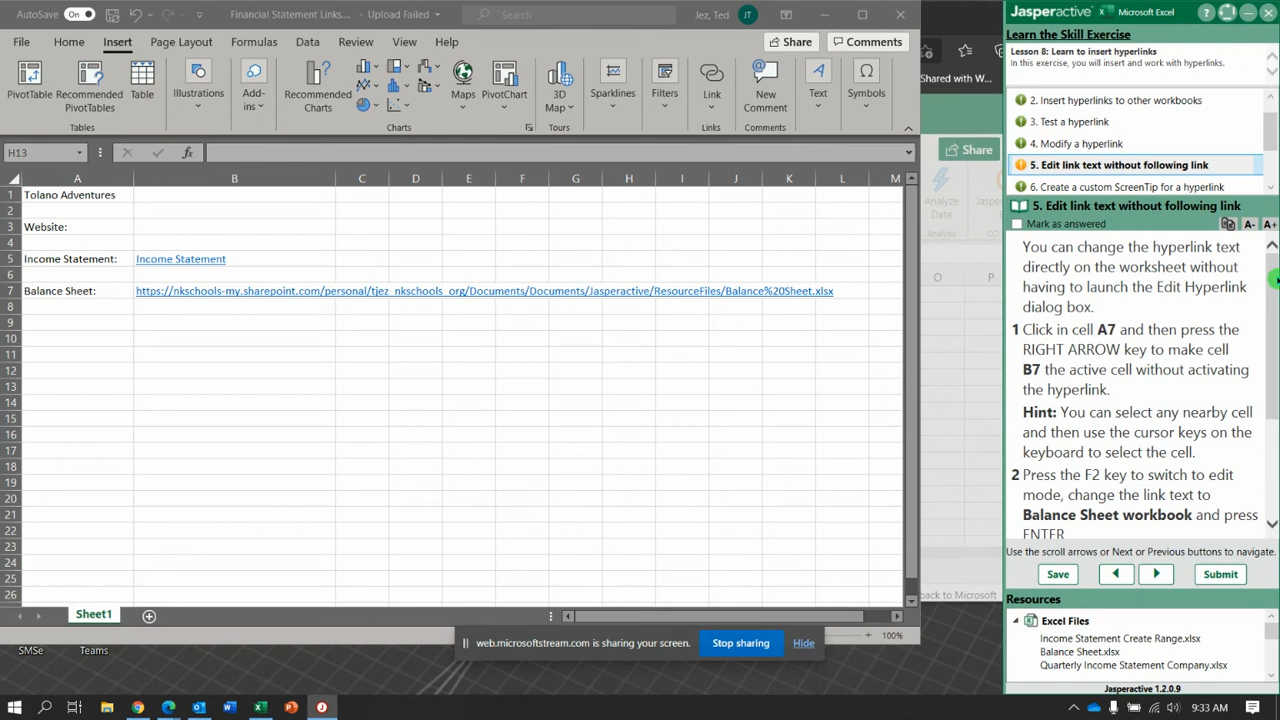 AutoSave On Financial Statement Links... • Upload Failed Search Jez, Ted JT
File Home Insert Page Layout Formulas Data Review View Help Share Comments
PivotTable Recommended PivotTables Table Illustrations Add-ins Recommended Charts Maps PivotChart 3D Map Sparklines Filters Link New Comment Text Symbols
Tables Charts Tours Links Comments
H13 fx
A B C D E F G H I J K L M
1 Tolano Adventures
2
3 Website:
4
5 Income Statement: Income Statement
6
7 Balance Sheet: https://nkschools-my.sharepoint.com/personal/tjez_nkschools_org/Documents/Documents/Jasperactive/ResourceFiles/Balance%20Sheet.xlsx
8
9
10
11
12
13
14
15
16
17
18
19
20
21
22
23
24
25
26
Sheet1
100%
web.microsoftstream.com is sharing your screen. Stop sharing Hide
SMSe Teams
Shared with W...
Share
Analyze Data
Analysis
O P
back to Microsoft
Jasperactive Microsoft Excel
Learn the Skill Exercise
Lesson 8: Learn to insert hyperlinks
In this exercise, you will insert and work with hyperlinks.
2. Insert hyperlinks to other workbooks
3. Test a hyperlink
4. Modify a hyperlink
5. Edit link text without following link
6. Create a custom ScreenTip for a hyperlink
5. Edit link text without following link
Mark as answered A- A+
You can change the hyperlink text
directly on the worksheet without
having to launch the Edit Hyperlink
dialog box.
1 Click in cell A7 and then press the
RIGHT ARROW key to make cell
B7 the active cell without activating
the hyperlink.
Hint: You can select any nearby cell
and then use the cursor keys on the
keyboard to select the cell.
2 Press the F2 key to switch to edit
mode, change the link text to
Balance Sheet workbook and press
ENTER
Use the scroll arrows or Next or Previous buttons to navigate.
Save Submit
Resources
Excel Files
Income Statement Create Range.xlsx
Balance Sheet.xlsx
Quarterly Income Statement Company.xlsx
Jasperactive 1.2.0.9
9:33 AM